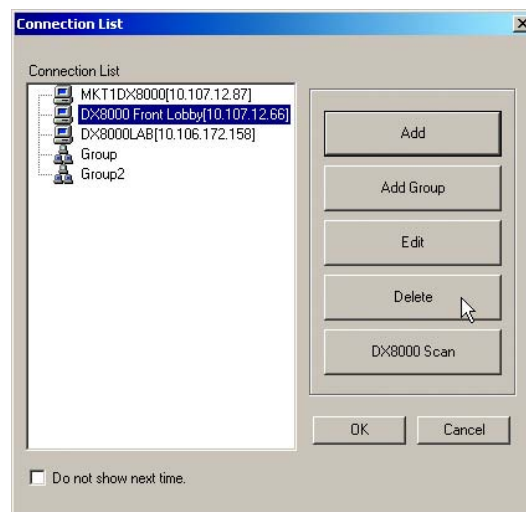 Connection List
Connection List
MKT1DX8000[10.107.12.87]
DX8000 Front Lobby[10.107.12.66]
DX8000LAB[10.106.172.158]
Group
Group2
Add
Add Group
Edit
Delete
DX8000 Scan
OK
Cancel
Do not show next time.